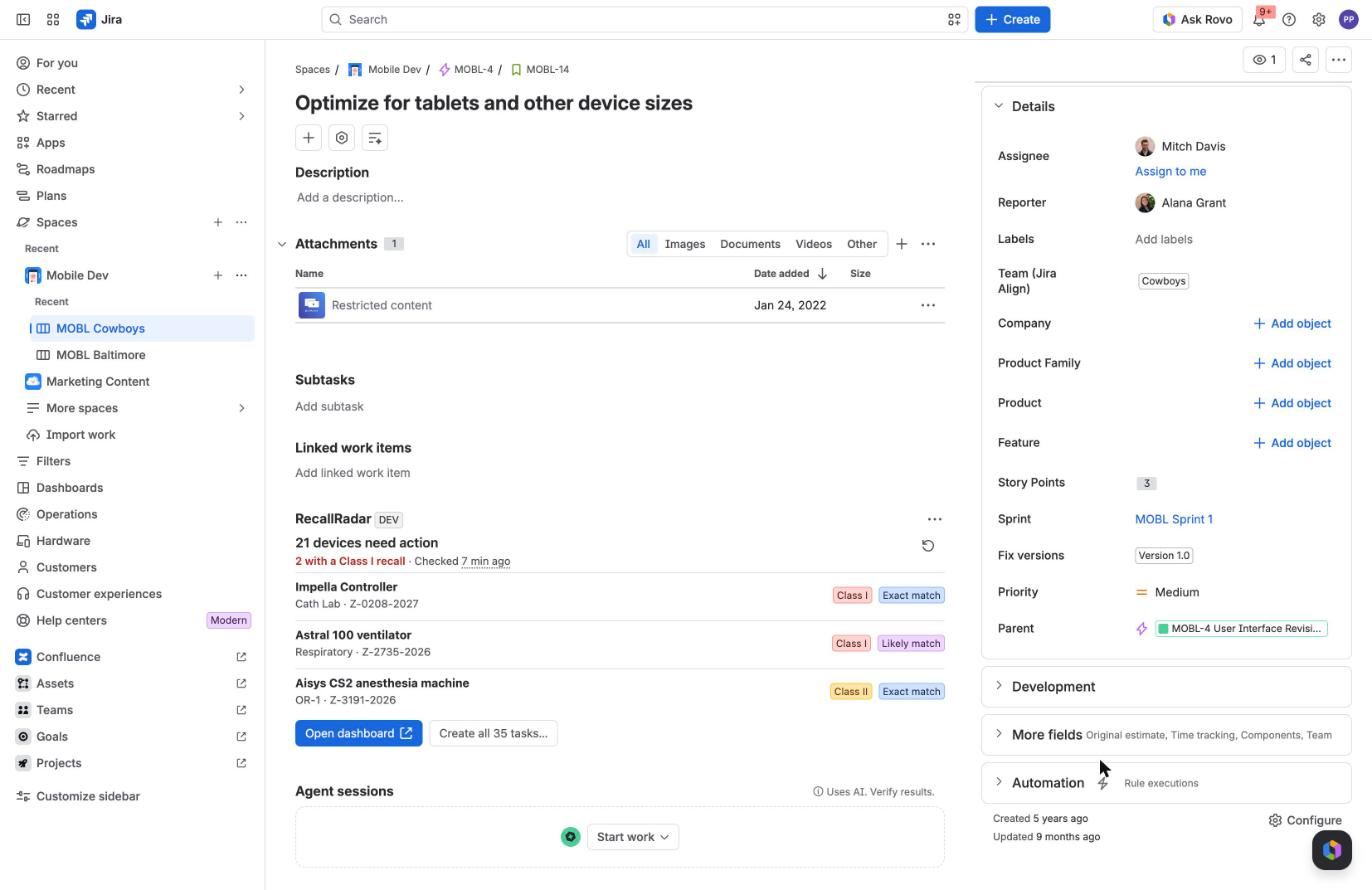 Jira
Search
Create
Ask Rovo
9+
PP
For you
Recent
Starred
Apps
Roadmaps
Plans
Spaces
Recent
Mobile Dev
Recent
MOBL Cowboys
MOBL Baltimore
Marketing Content
More spaces
Import work
Filters
Dashboards
Operations
Hardware
Customers
Customer experiences
Help centers Modern
Confluence
Assets
Teams
Goals
Projects
Customize sidebar
Spaces / Mobile Dev / MOBL-4 / MOBL-14
Optimize for tablets and other device sizes
Description
Add a description...
Attachments 1 All Images Documents Videos Other
Name Date added Size
Restricted content Jan 24, 2022
Subtasks
Add subtask
Linked work items
Add linked work item
RecallRadar DEV
21 devices need action
2 with a Class I recall · Checked 7 min ago
Impella Controller
Cath Lab · Z-0208-2027
Class I Exact match
Astral 100 ventilator
Respiratory · Z-2735-2026
Class I Likely match
Aisys CS2 anesthesia machine
OR-1 · Z-3191-2026
Class II Exact match
Open dashboard Create all 35 tasks...
Agent sessions Uses AI. Verify results.
Start work
1
Details
Assignee Mitch Davis
Assign to me
Reporter Alana Grant
Labels Add labels
Team (Jira
Align) Cowboys
Company Add object
Product Family Add object
Product Add object
Feature Add object
Story Points 3
Sprint MOBL Sprint 1
Fix versions Version 1.0
Priority Medium
Parent MOBL-4 User Interface Revisi...
Development
More fields Original estimate, Time tracking, Components, Team
Automation Rule executions
Created 5 years ago
Configure
Updated 9 months ago